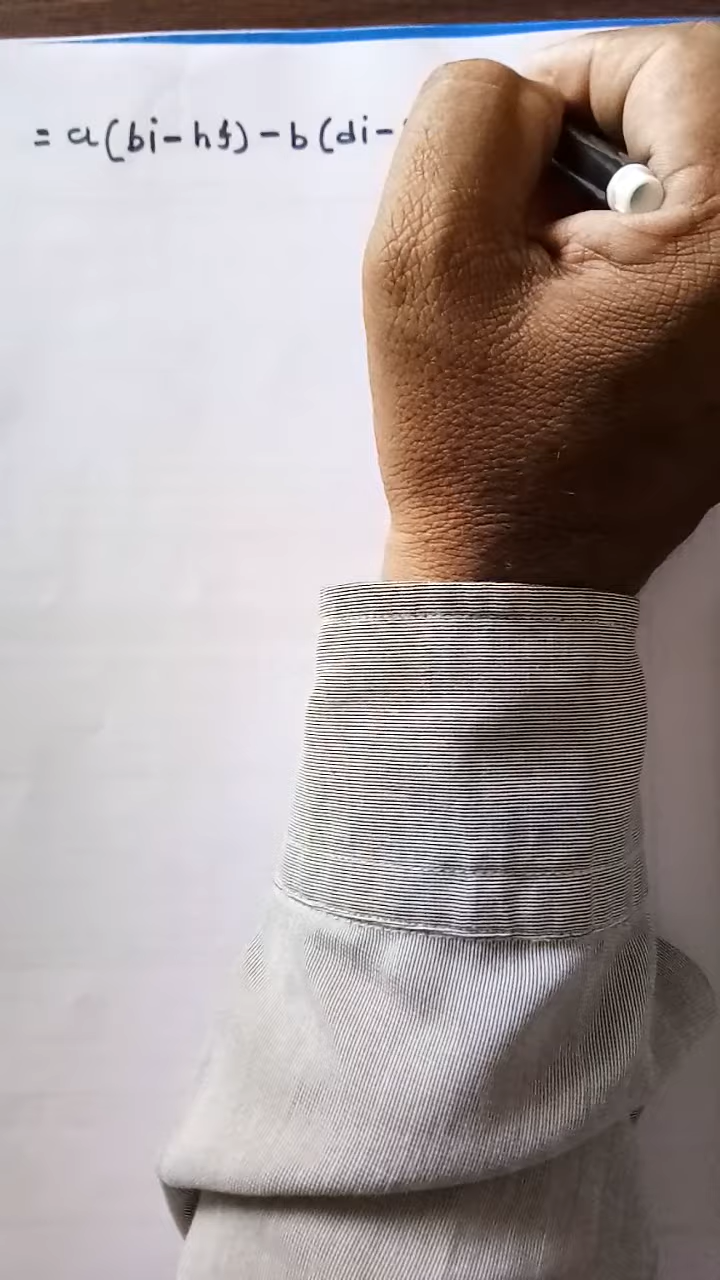 = a(bi-hf)-b(di-